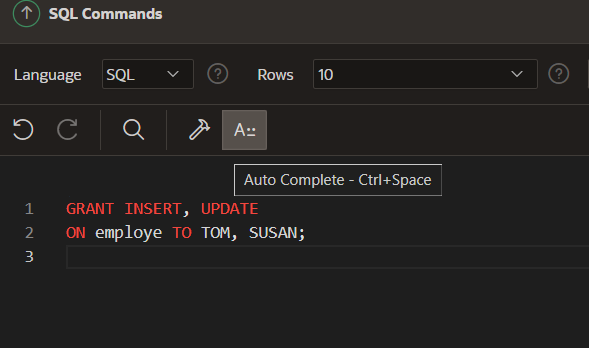 SQL Commands
Language SQL Rows 10
A::
Auto Complete - Ctrl+Space
1 GRANT INSERT, UPDATE
2 ON employe TO TOM, SUSAN;
3